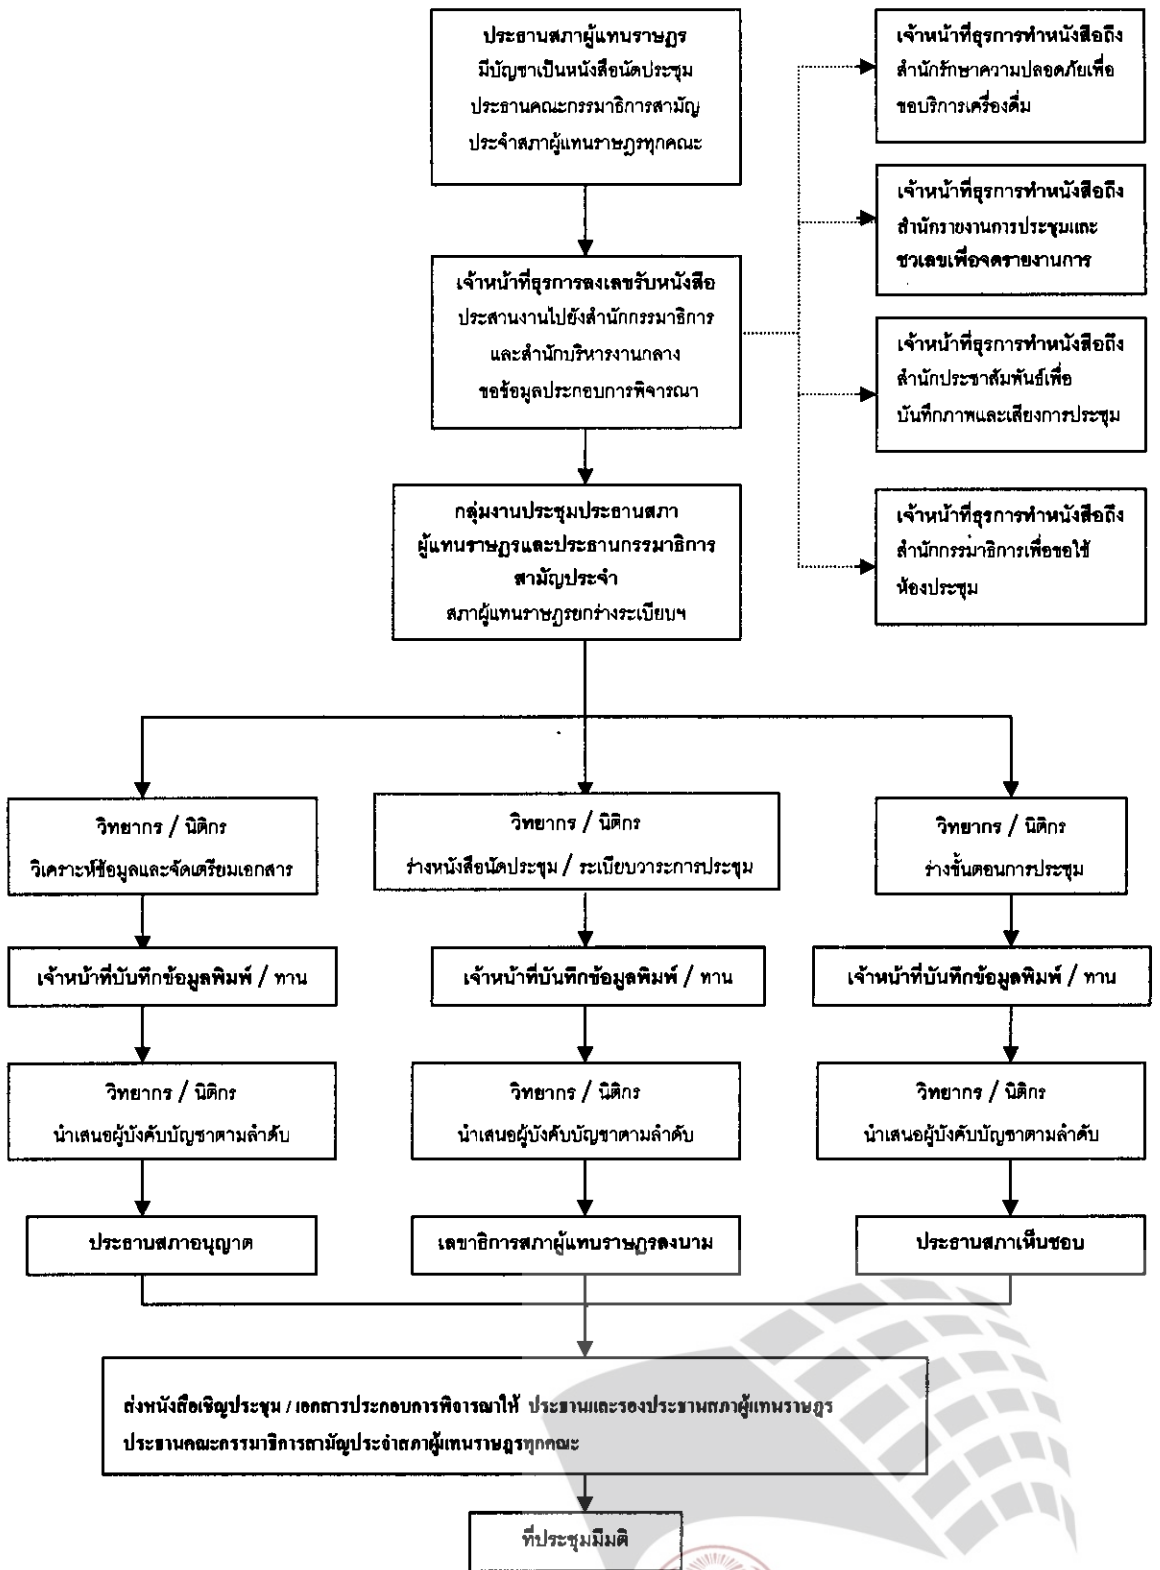 ประธานสภาผู้แทนราษฎร
มีบัญชาเป็นหนังสือนัดประชุม
ประธานคณะกรรมาธิการสามัญ
ประจำสภาผู้แทนราษฎรทุกคณะ
เจ้าหน้าที่ธุรการทำหนังสือถึง
สำนักรักษาความปลอดภัยเพื่อ
ขอบริการเครื่องดื่ม
เจ้าหน้าที่ธุรการทำหนังสือถึง
สำนักรายงานการประชุมและ
ชวเลขเพื่อจดรายงานการ
เจ้าหน้าที่ธุรการลงเลขรับหนังสือ
ประสานงานไปยังสำนักกรรมาธิการ
และสำนักบริหารงานกลาง
ขอข้อมูลประกอบการพิจารณา
เจ้าหน้าที่ธุรการทำหนังสือถึง
สำนักประชาสัมพันธ์เพื่อ
บันทึกภาพและเสียงการประชุม
กลุ่มงานประชุมประธานสภา
ผู้แทนราษฎรและประธานกรรมาธิการ
สามัญประจำ
สภาผู้แทนราษฎรยกร่างระเบียบฯ
เจ้าหน้าที่ธุรการทำหนังสือถึง
สำนักกรรมาธิการเพื่อขอใช้
ห้องประชุม
วิทยากร / นิติกร
วิเคราะห์ข้อมูลและจัดเตรียมเอกสาร
วิทยากร / นิติกร
ร่างหนังสือนัดประชุม / ระเบียบวาระการประชุม
วิทยากร / นิติกร
ร่างขั้นตอนการประชุม
เจ้าหน้าที่บันทึกข้อมูลพิมพ์ / ทาน
เจ้าหน้าที่บันทึกข้อมูลพิมพ์ / ทาน
เจ้าหน้าที่บันทึกข้อมูลพิมพ์ / ทาน
วิทยากร / นิติกร
นำเสนอผู้บังคับบัญชาตามลำดับ
วิทยากร / นิติกร
นำเสนอผู้บังคับบัญชาตามลำดับ
วิทยากร / นิติกร
นำเสนอผู้บังคับบัญชาตามลำดับ
ประธานสภาอนุญาต
เลขาธิการสภาผู้แทนราษฎรลงนาม
ประธานสภาเห็นชอบ
ส่งหนังสือเชิญประชุม / เอกสารประกอบการพิจารณาให้ ประธานและรองประธานสภาผู้แทนราษฎร
ประธานคณะกรรมาธิการสามัญประจำสภาผู้แทนราษฎรทุกคณะ
ที่ประชุมมีมติ